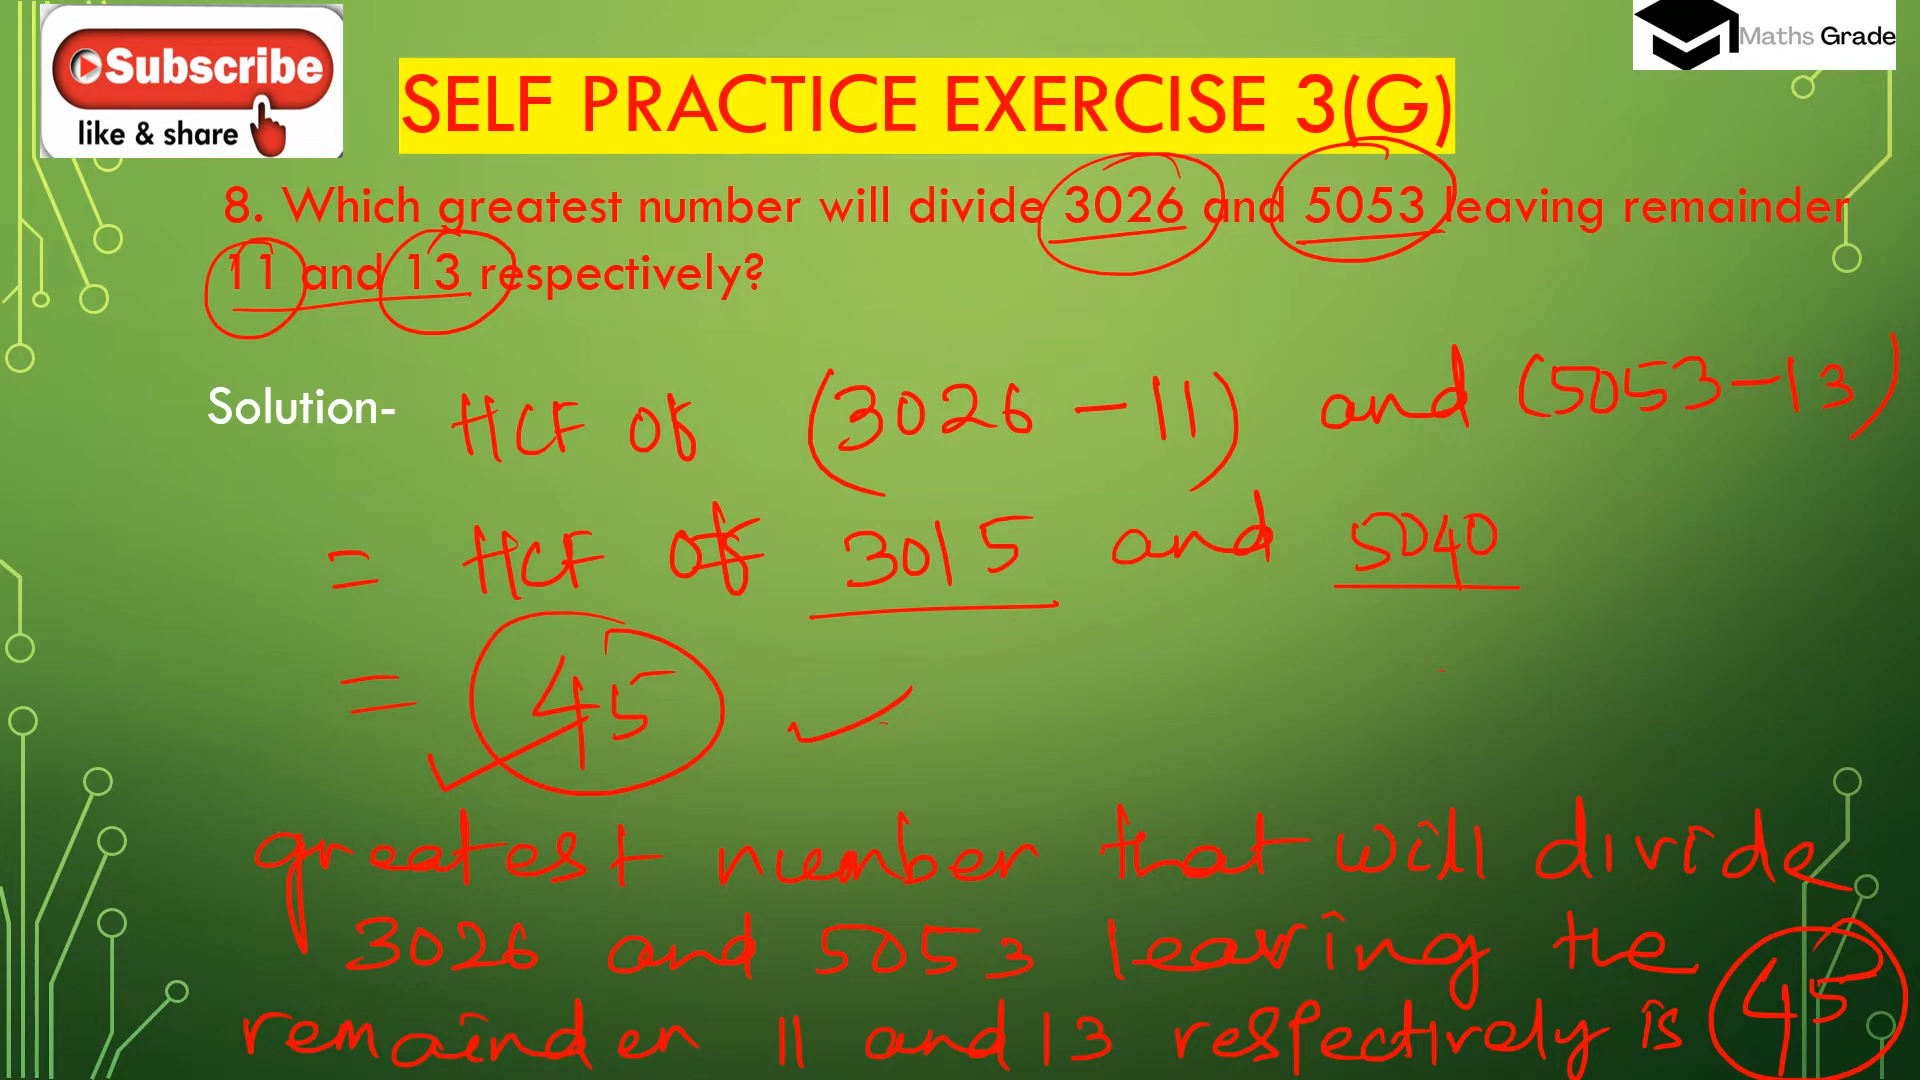 Subscribe
like & share
Maths Grade
SELF PRACTICE EXERCISE 3(G)
8. Which greatest number will divide 3026 and 5053 leaving remainder
11 and 13 respectively?
Solution- HCF of (3026 - 11) and (5053-13)
= HCF of 3015 and 5040
= 45
greatest number that will divide
3026 and 5053 leaving the
remainder 11 and 13 respectively is 45